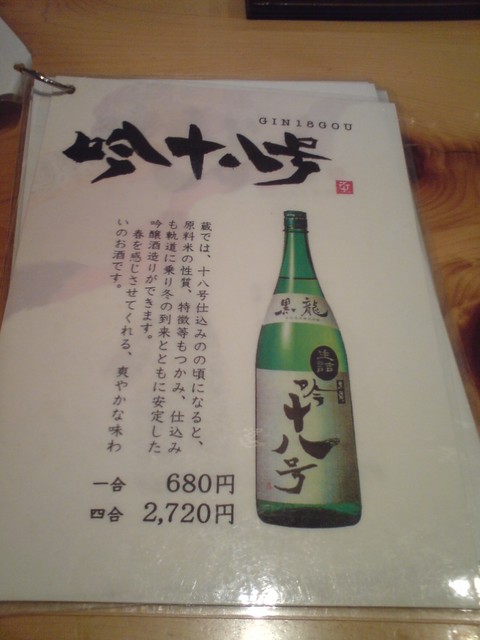 GIN18GOU
吟十八号
蔵では、十八号仕込みのの頃になると、
原料米の性質、特徴等もつかみ、仕込み
も軌道に乗り冬の到来とともに安定した
吟醸酒造りができます。
春を感じさせてくれる、爽やかな味わ
いのお酒です。
黒龍
生詰
吟十八号
一合 680円
四合 2,720円